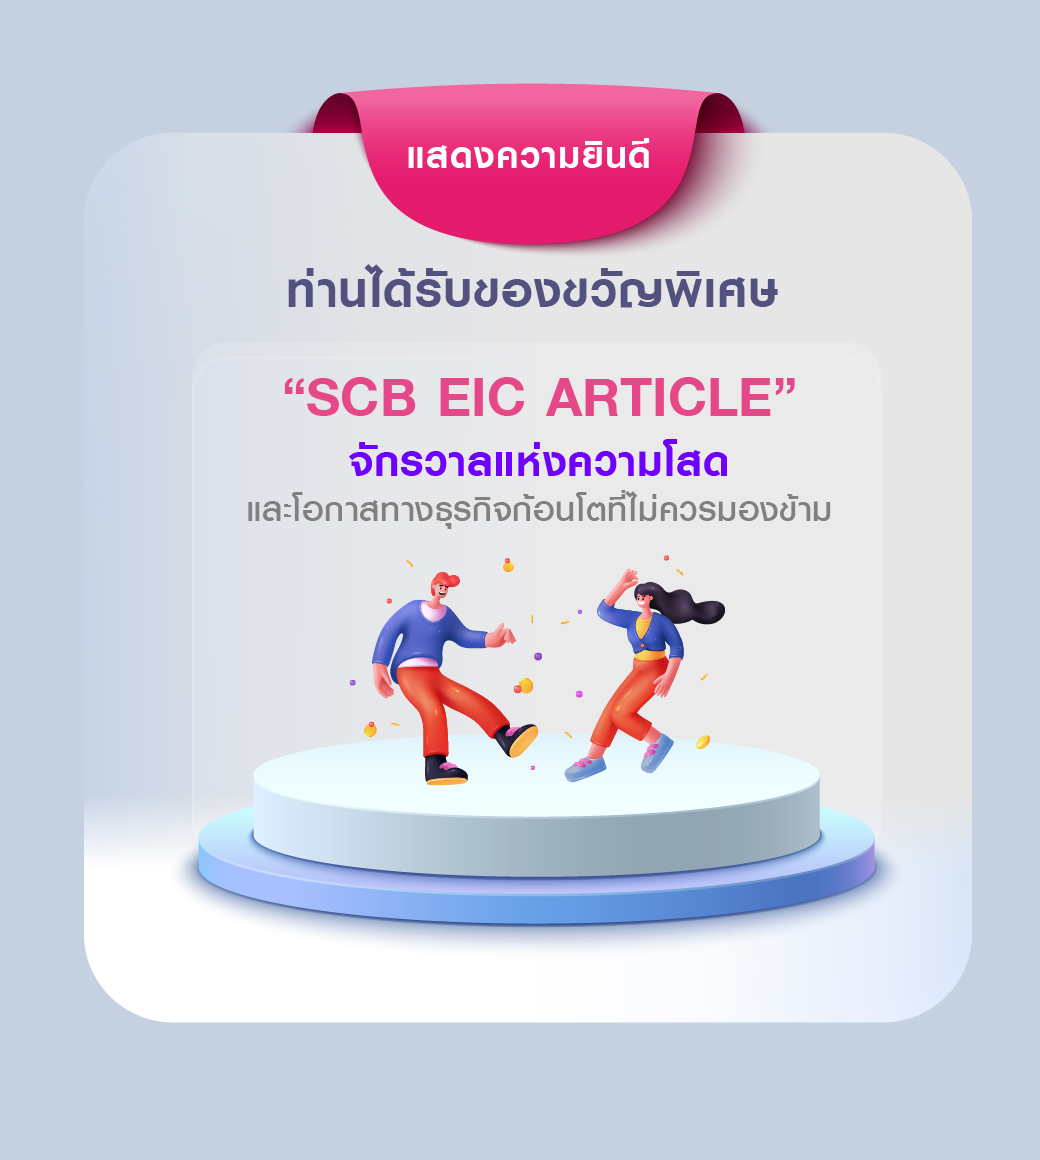 แสดงความยินดี
ท่านได้รับของขวัญพิเศษ
“SCB EIC ARTICLE”
จักรวาลแห่งความโสด
และโอกาสทางธุรกิจก้อนโตที่ไม่ควรมองข้าม